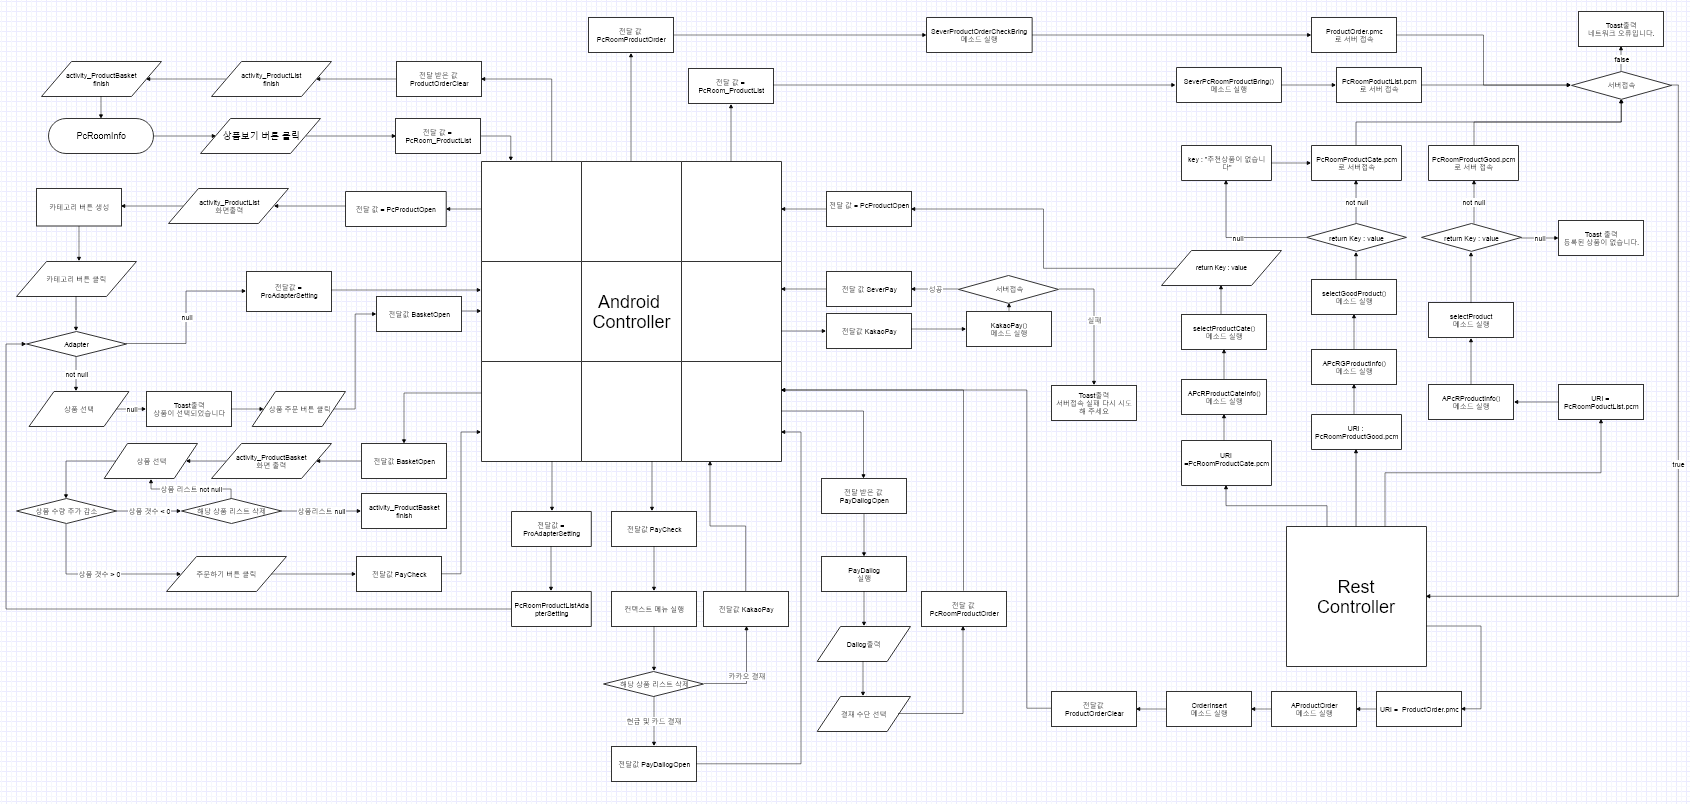 전달 값
PcRoomProductOrder
SeverProductOrderCheckBring
메소드 실행
ProductOrder.pmc
로 서버 접속
Toast출력
네트워크 오류입니다.
false
activity_ProductBasket
finish
activity_ProductList
finish
전달 받은 값
ProductOrderClear
전달 값 =
PcRoom_ProductList
SeverPcRoomProductBring()
메소드 실행
PcRoomPoductList.pcm
로 서버 접속
서버접속
PcRoomInfo
상품보기 버튼 클릭
전달 값 =
PcRoom_ProductList
key : "추천상품이 없습니
다"
PcRoomProductCate.pcm
로 서버접속
PcRoomProductGood.pcm
로 서버 접속
카테고리 버튼 생성
activity_ProductList
화면출력
전달 값 = PcProductOpen
전달 값 = PcProductOpen
not null
not null
null
return Key : value
return Key : value
null
Toast 출력
등록된 상품이 없습니다.
카테고리 버튼 클릭
전달값 =
ProAdapterSetting
return Key : value
전달 값 SeverPay
성공
서버접속
Android
Controller
전달값 BasketOpen
null
selectGoodProduct()
메소드 실행
selectProduct
메소드 실행
전달값 KakaoPay
KakaoPay()
메소드 실행
실패
selectProductCate()
메소드 실행
Adapter
not null
APcRGProductInfo()
메소드 실행
상품 선택
null
Toast출력
상품이 선택되었습니다
상품 주문 버튼 클릭
Toast출력
서버접속 실패 다시 시도
해 주세요
APcRProductCateInfo()
메소드 실행
APcRProductInfo()
메소드 실행
URI =
PcRoomPoductList.pcm
URI :
PcRoomProductGood.pcm
상품 선택
activity_ProductBasket
화면 출력
전달값 BasketOpen
URI
=PcRoomProductCate.pcm
true
상품 리스트 not null
전달 받은 값
PayDailogOpen
상품 수량 추가 감소
상품 갯수 < 0
해당 상품 리스트 삭제
상품리스트 null
activity_ProductBasket
finish
전달값 =
ProAdapterSetting
전달값 PayCheck
상품 갯수 > 0
주문하기 버튼 클릭
전달값 PayCheck
PayDailog
실행
Rest
Controller
PcRoomProductListAda
pterSetting
컨텍스트 메뉴 실행
전달값 KakaoPay
전달 값
PcRoomProductOrder
Dailog출력
해당 상품 리스트 삭제
카카오 결재
결재 수단 선택
현금 및 카드 결재
전달값
ProductOrderClear
OrderInsert
메소드 실행
AProductOrder
메소드 실행
URI = ProductOrder.pmc
전달값 PayDailogOpen